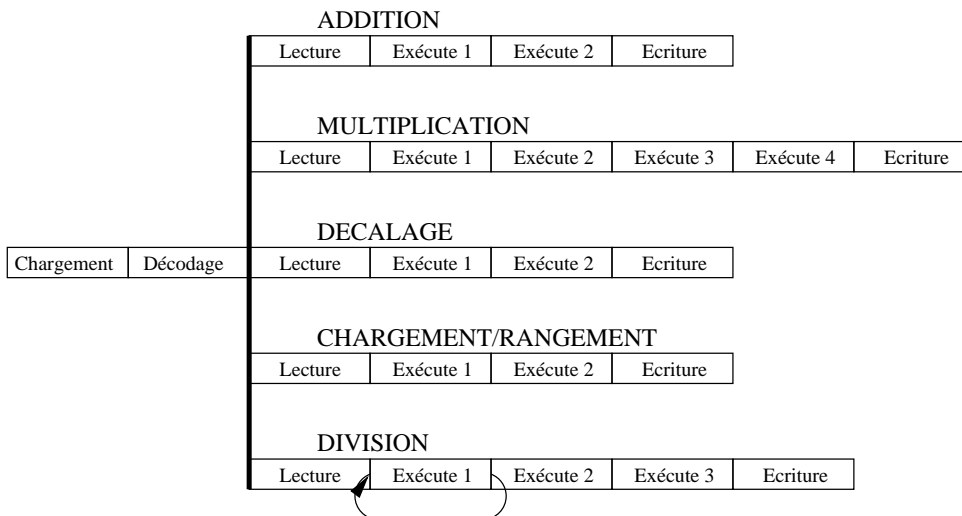 ADDITION
Lecture Exécute 1 Exécute 2 Ecriture
MULTIPLICATION
Lecture Exécute 1 Exécute 2 Exécute 3 Exécute 4 Ecriture
DECALAGE
Chargement Décodage Lecture Exécute 1 Exécute 2 Ecriture
CHARGEMENT/RANGEMENT
Lecture Exécute 1 Exécute 2 Ecriture
DIVISION
Lecture Exécute 1 Exécute 2 Exécute 3 Ecriture